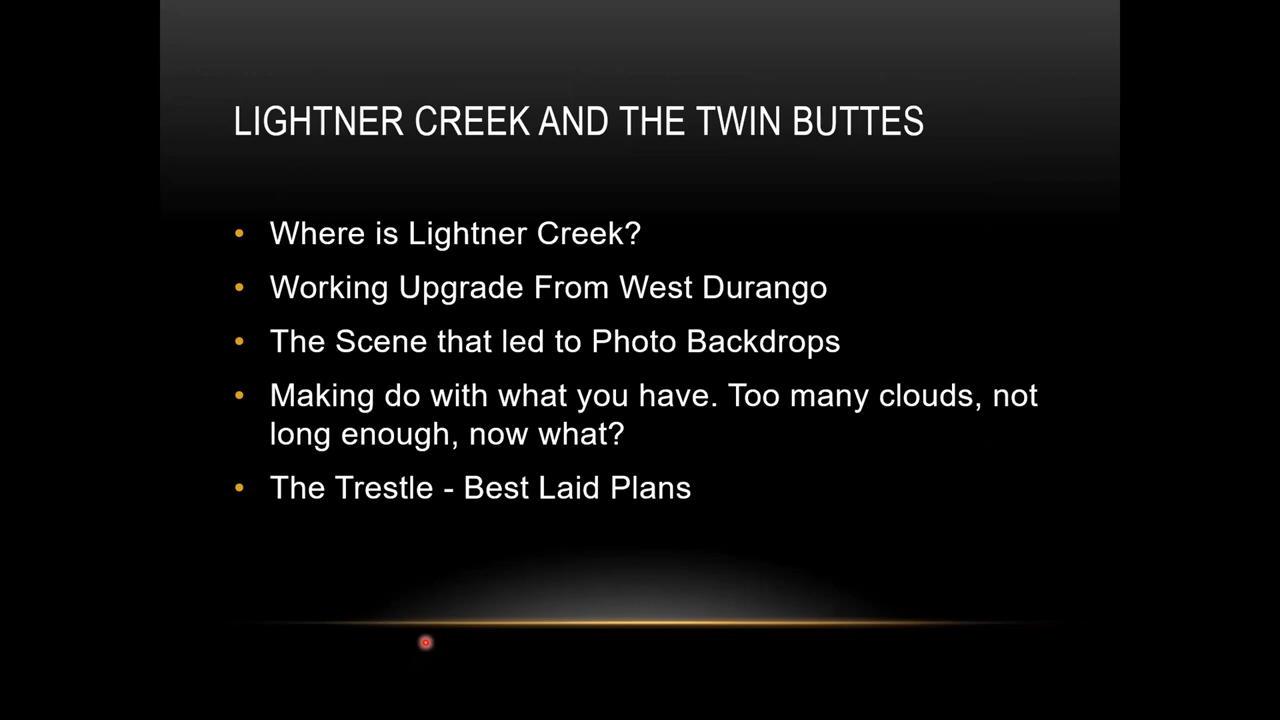 LIGHTNER CREEK AND THE TWIN BUTTES
• Where is Lightner Creek?
• Working Upgrade From West Durango
• The Scene that led to Photo Backdrops
• Making do with what you have. Too many clouds, not
long enough, now what?
• The Trestle - Best Laid Plans